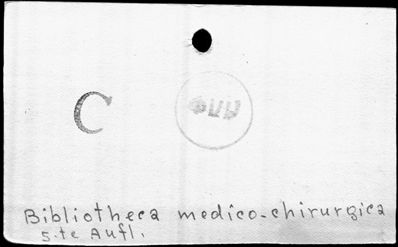 C
Bibliotheca medico-chirurgica
5.te Aufl.